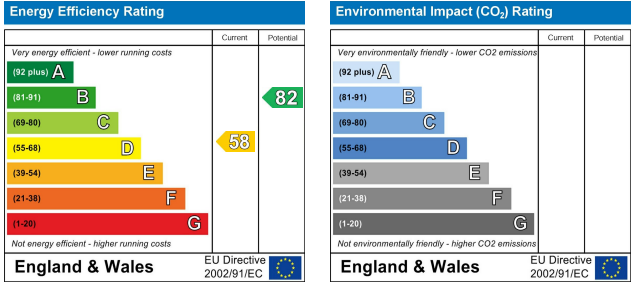 Energy Efficiency Rating
Current Potential
Very energy efficient - lower running costs
(92 plus) A
(81-91) B
82
(69-80) C
(55-68) D
58
(39-54) E
(21-38) F
(1-20) G
Not energy efficient - higher running costs
England & Wales
EU Directive
2002/91/EC
Environmental Impact (CO2) Rating
Current Potential
Very environmentally friendly - lower CO2 emissions
(92 plus) A
(81-91) B
(69-80) C
(55-68) D
(39-54) E
(21-38) F
(1-20) G
Not environmentally friendly - higher CO2 emissions
England & Wales
EU Directive
2002/91/EC